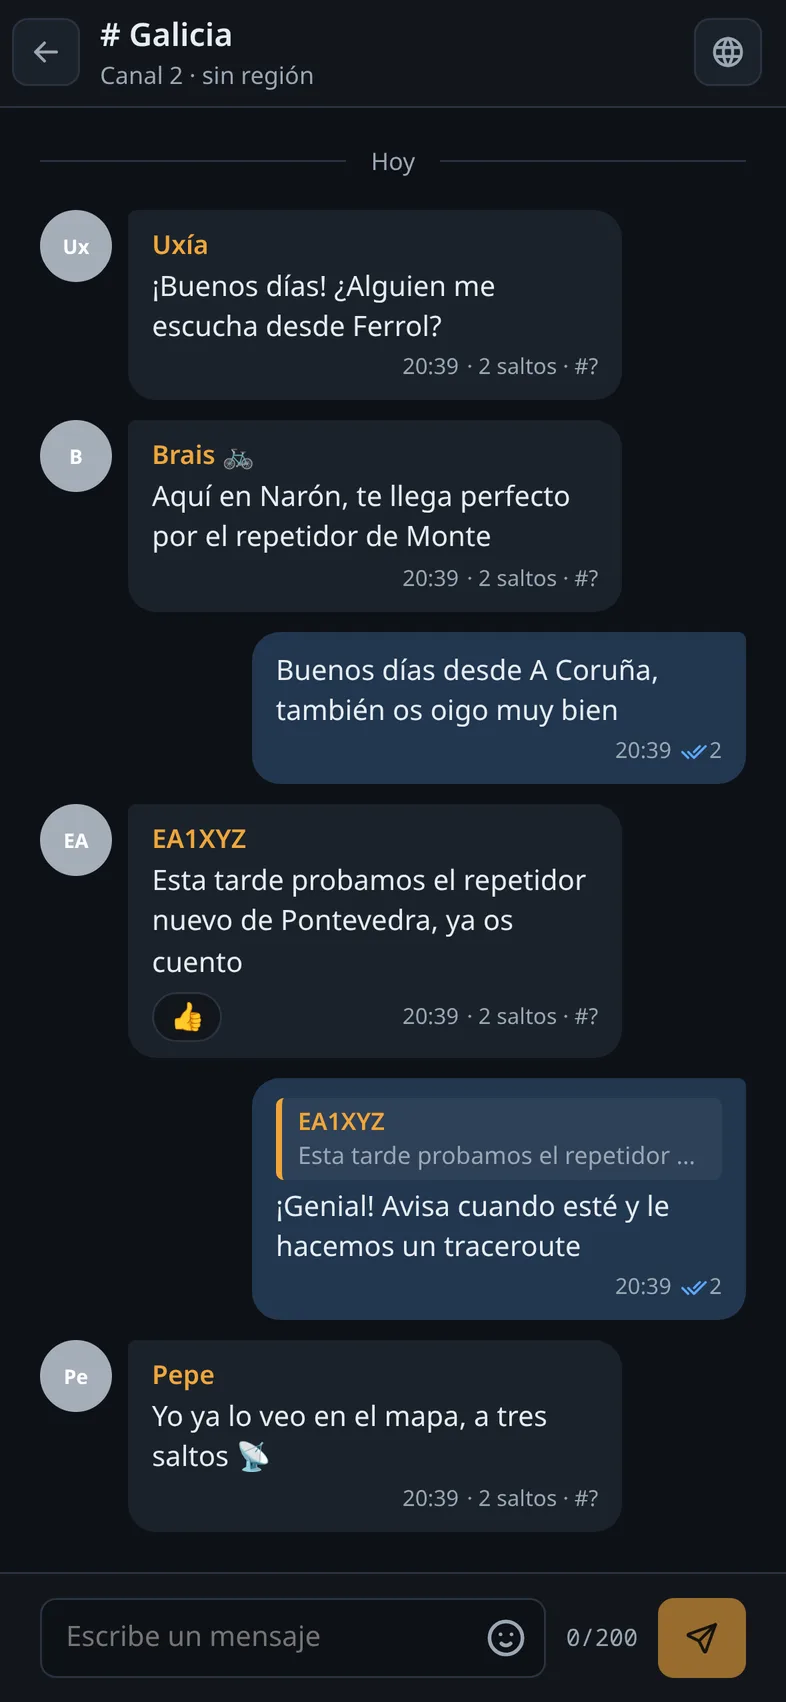 # Galicia
Canal 2 · sin región
Hoy
Ux
Uxía
¡Buenos días! ¿Alguien me
escucha desde Ferrol?
20:39 · 2 saltos · #?
B
Brais 🚲
Aquí en Narón, te llega perfecto
por el repetidor de Monte
20:39 · 2 saltos · #?
Buenos días desde A Coruña,
también os oigo muy bien
20:39 2
EA
EA1XYZ
Esta tarde probamos el repetidor
nuevo de Pontevedra, ya os
cuento
👍 20:39 · 2 saltos · #?
EA1XYZ
Esta tarde probamos el repetidor ...
¡Genial! Avisa cuando esté y le
hacemos un traceroute
20:39 2
Pe
Pepe
Yo ya lo veo en el mapa, a tres
saltos 📡
20:39 · 2 saltos · #?
Escribe un mensaje
0/200